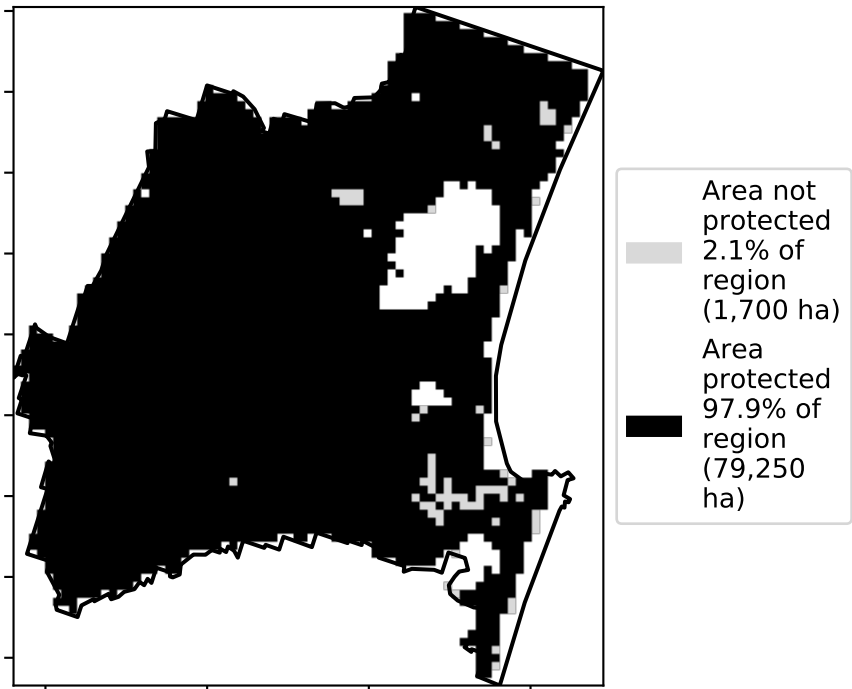 Area not
protected
2.1% of
region
(1,700 ha)
Area
protected
97.9% of
region
(79,250
ha)